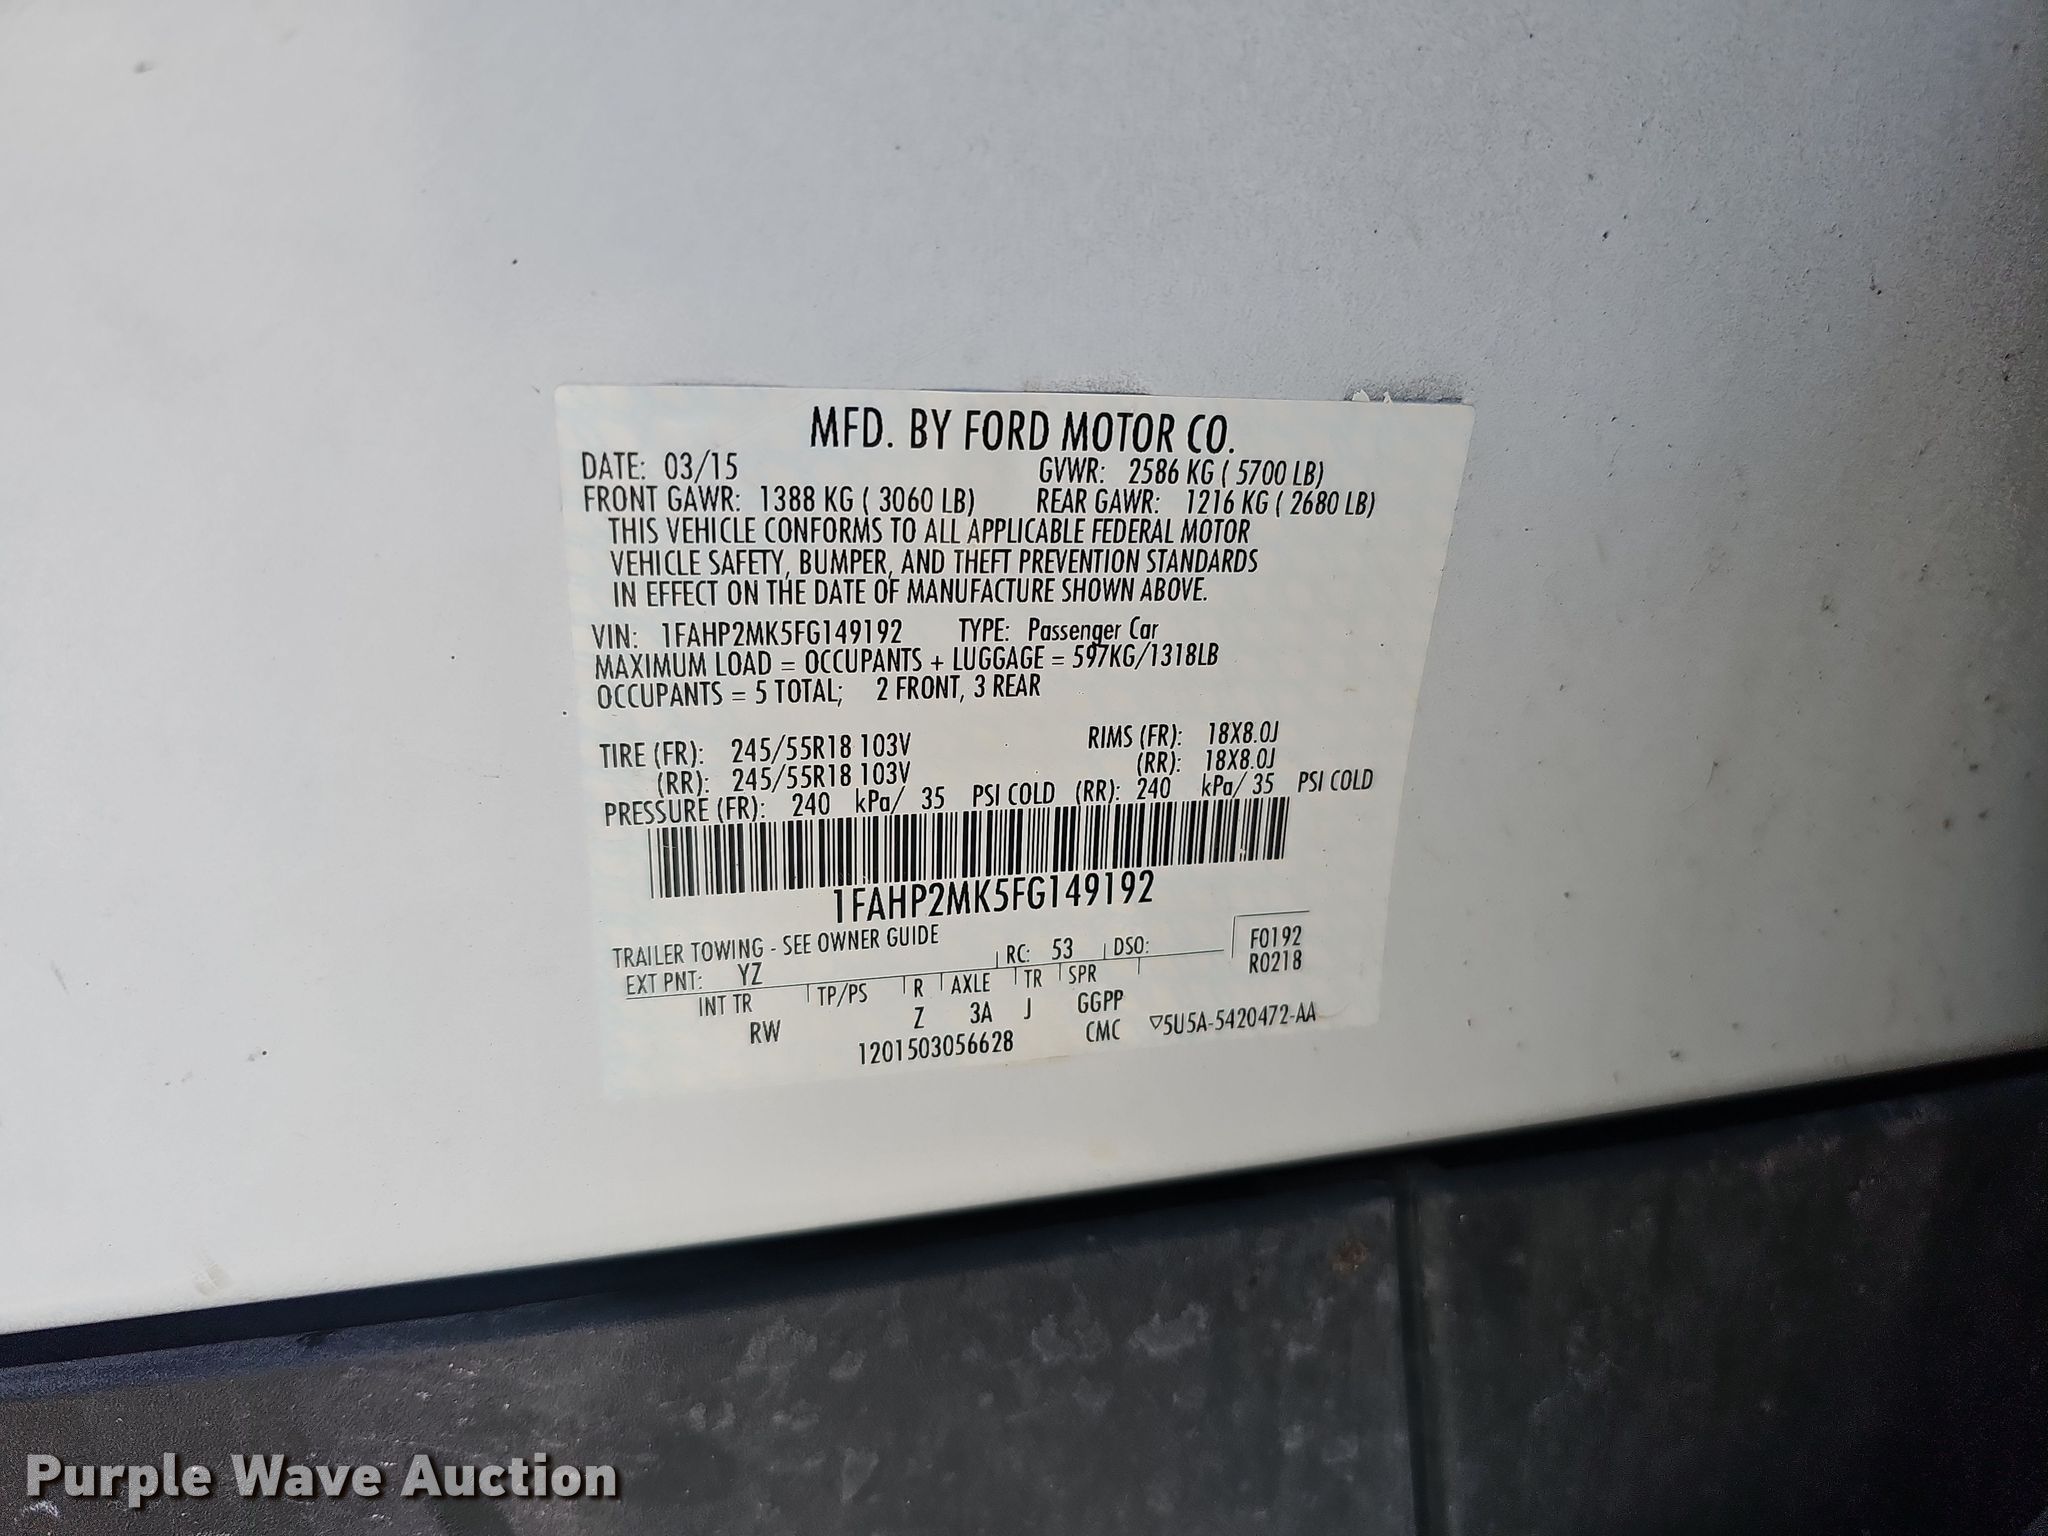 MFD. BY FORD MOTOR CO.
DATE: 03/15 GVWR: 2586 KG ( 5700 LB)
FRONT GAWR: 1388 KG ( 3060 LB) REAR GAWR: 1216 KG ( 2680 LB)
THIS VEHICLE CONFORMS TO ALL APPLICABLE FEDERAL MOTOR
VEHICLE SAFETY, BUMPER, AND THEFT PREVENTION STANDARDS
IN EFFECT ON THE DATE OF MANUFACTURE SHOWN ABOVE.
VIN: 1FAHP2MK5FG149192 TYPE: Passenger Car
MAXIMUM LOAD = OCCUPANTS + LUGGAGE = 597KG/1318LB
OCCUPANTS = 5 TOTAL; 2 FRONT, 3 REAR
TIRE (FR): 245/55R18 103V RIMS (FR): 18X8.0J
(RR): 245/55R18 103V (RR): 18X8.0J
PRESSURE (FR): 240 kPa/ 35 PSI COLD (RR): 240 kPa/ 35 PSI COLD
1FAHP2MK5FG149192
TRAILER TOWING - SEE OWNER GUIDE
EXT PNT: YZ RC: 53 DSO: F0192
R0218
INT TR TP/PS R AXLE TR SPR
RW Z 3A J GGPP
1201503056628 CMC ▽5U5A-5420472-AA
Purple Wave Auction